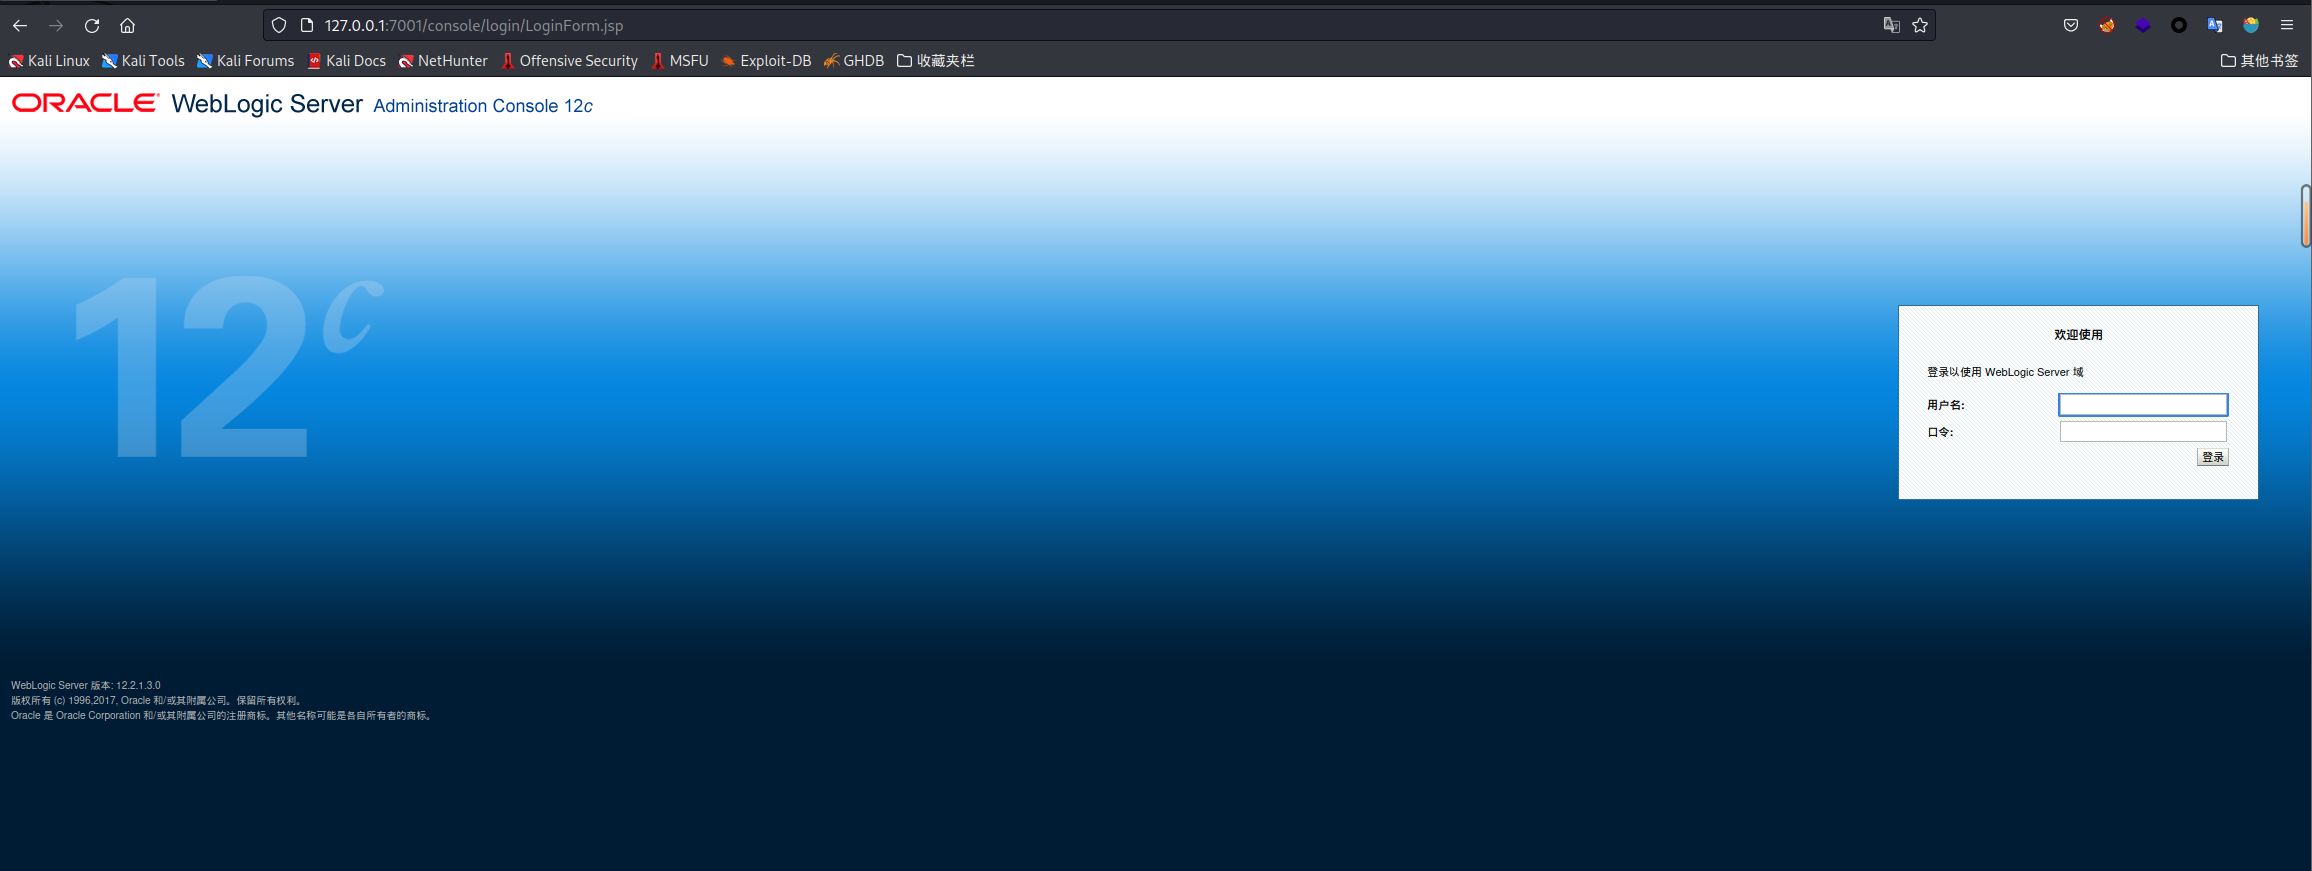 127.0.0.1:7001/console/login/LoginForm.jsp
Kali Linux Kali Tools Kali Forums Kali Docs NetHunter Offensive Security MSFU Exploit-DB GHDB 收藏夹栏 其他书签
ORACLE WebLogic Server Administration Console 12c
12c
欢迎使用
登录以使用 WebLogic Server 域
用户名:
口令:
登录
WebLogic Server 版本: 12.2.1.3.0
版权所有 (c) 1996,2017, Oracle 和/或其附属公司。保留所有权利。
Oracle 是 Oracle Corporation 和/或其附属公司的注册商标。其他名称可能是各自所有者的商标。